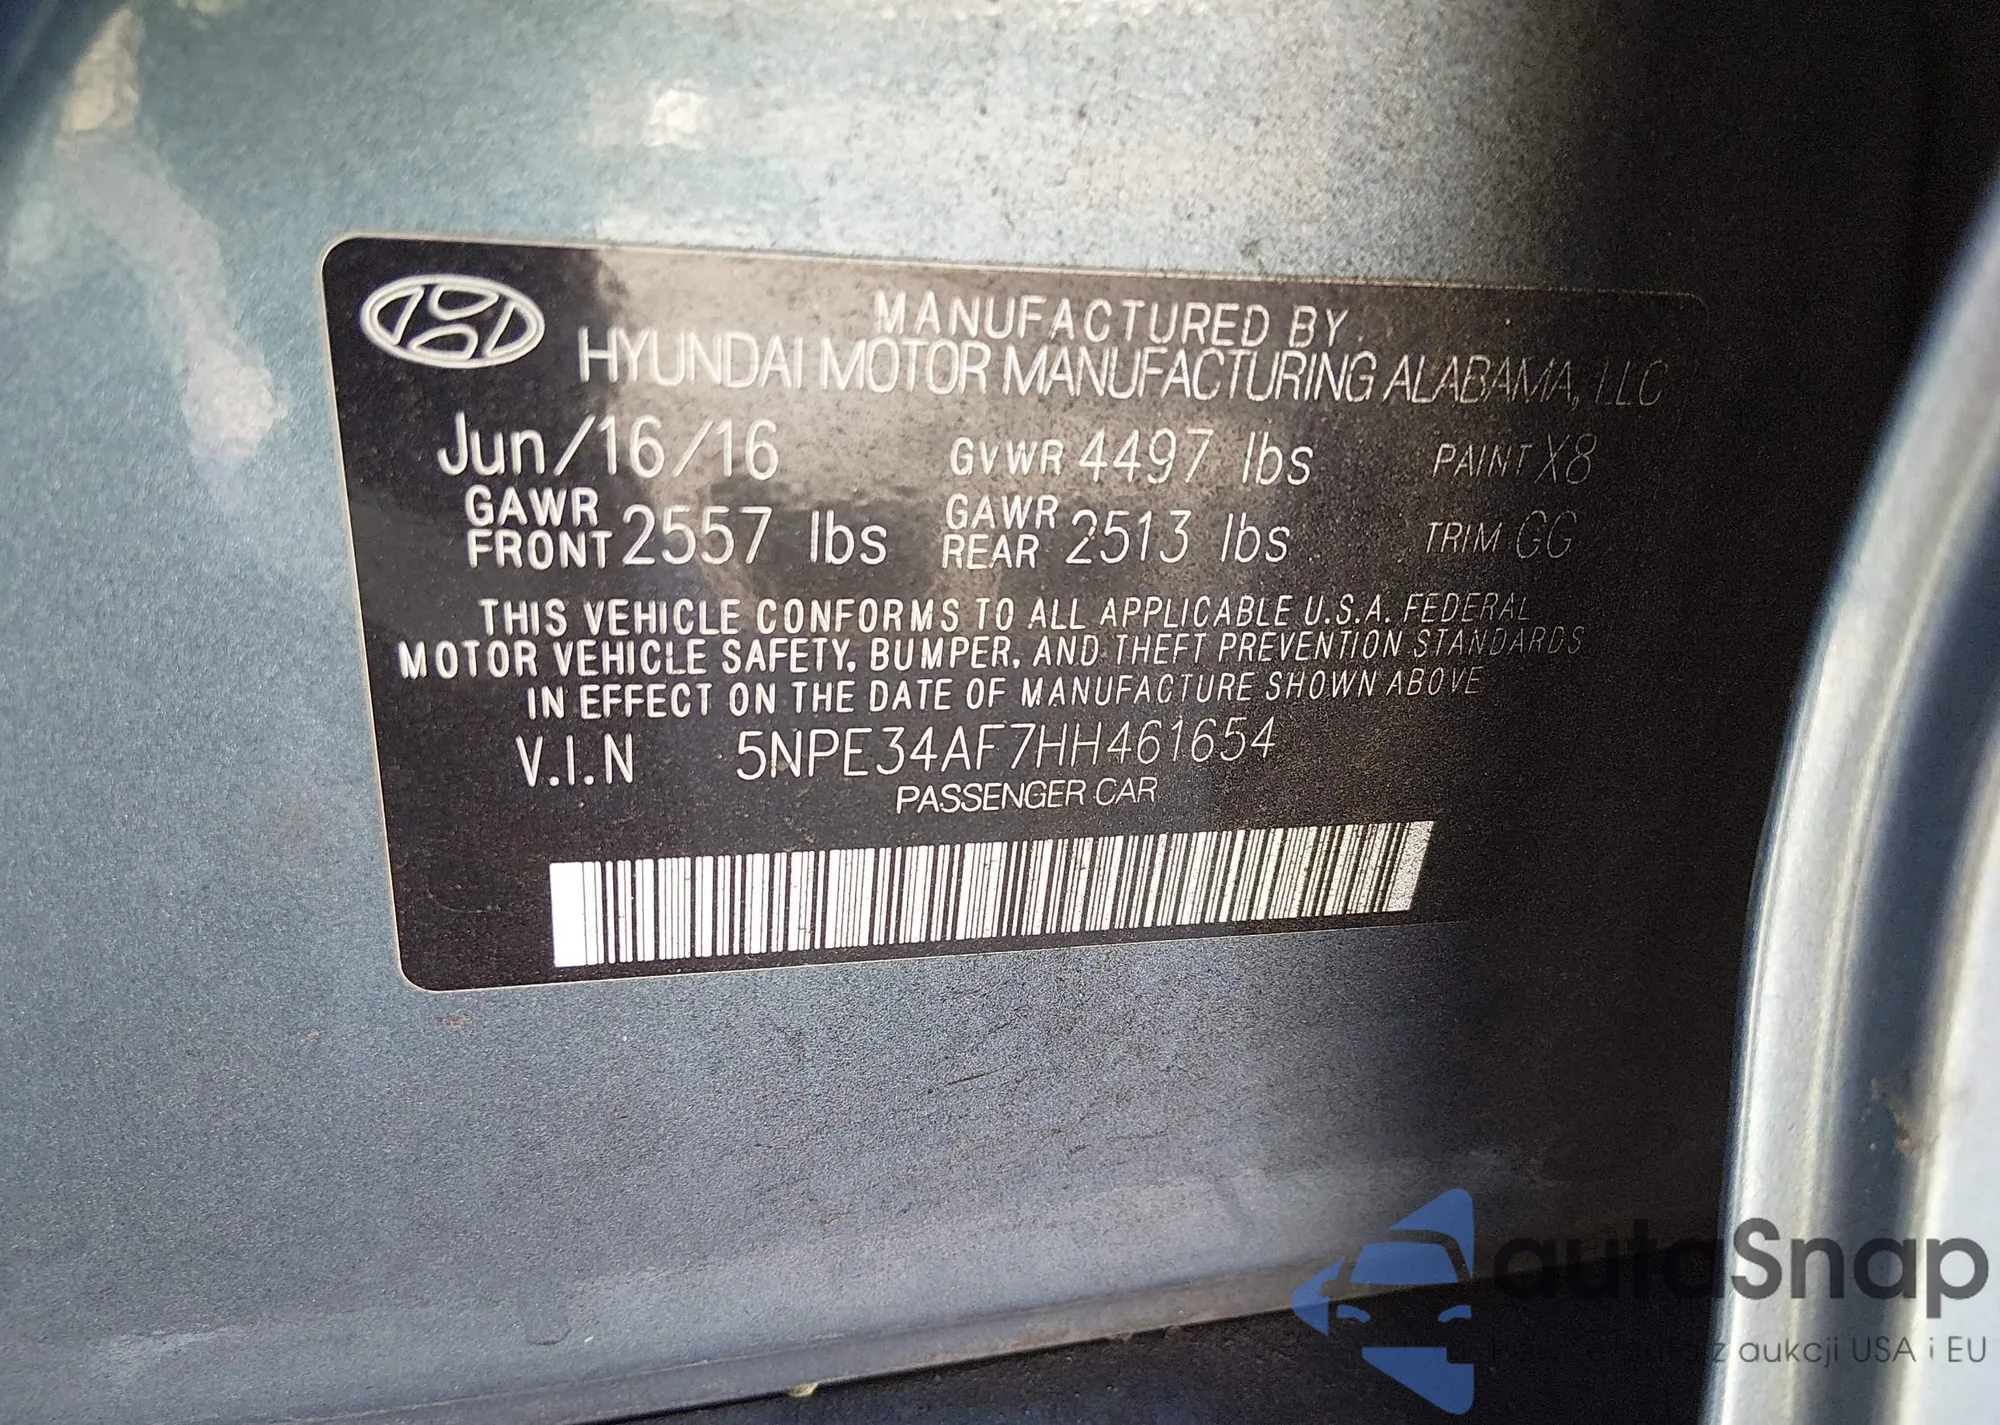 MANUFACTURED BY
HYUNDAI MOTOR MANUFACTURING ALABAMA, LLC
Jun/16/16 GVWR 4497 lbs PAINT X8
GAWR FRONT 2557 lbs GAWR REAR 2513 lbs TRIM GG
THIS VEHICLE CONFORMS TO ALL APPLICABLE U.S.A. FEDERAL
MOTOR VEHICLE SAFETY, BUMPER, AND THEFT PREVENTION STANDARDS
IN EFFECT ON THE DATE OF MANUFACTURE SHOWN ABOVE
V.I.N 5NPE34AF7HH461654
PASSENGER CAR
autaSnap
z aukcji USA i EU